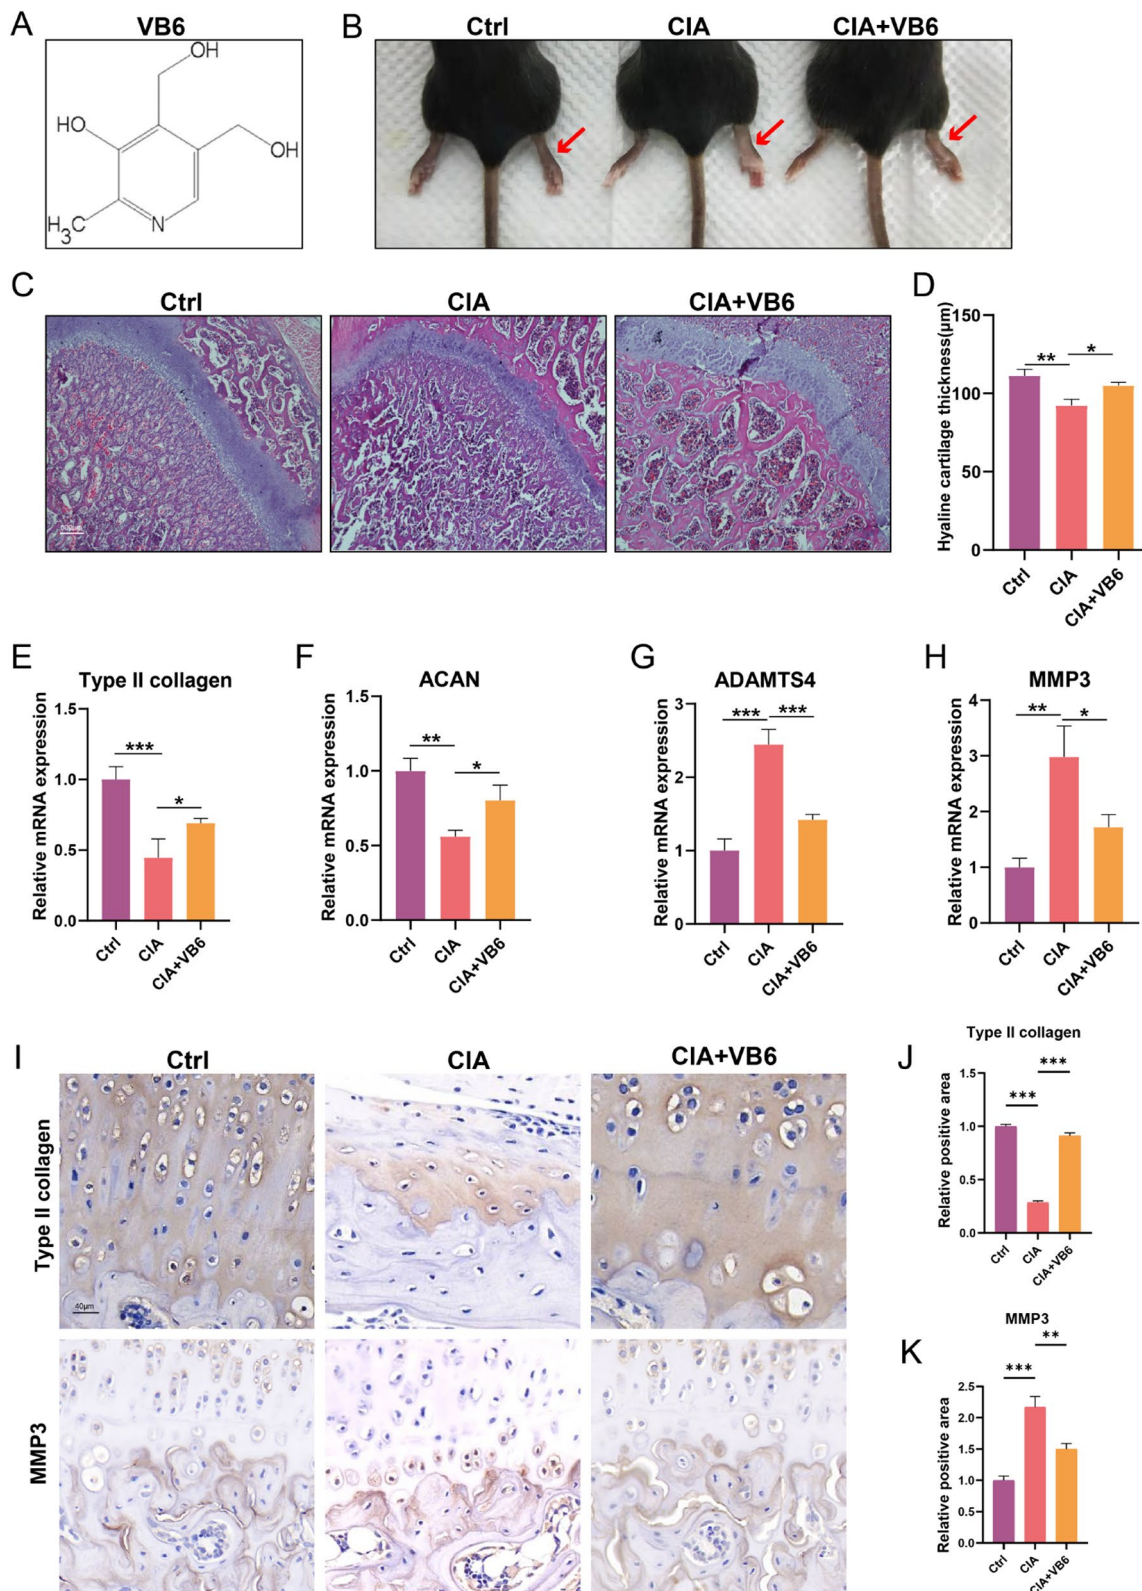 A
VB6
OH
HO
OH
H₃C
N
B
Ctrl
CIA
CIA+VB6
C
Ctrl
CIA
CIA+VB6
D
Hyaline cartilage thickness(μm)
150
100
50
0
**
*
Ctrl
CIA
CIA+VB6
E
Type II collagen
Relative mRNA expression
1.5
1.0
0.5
0.0
***
*
Ctrl
CIA
CIA+VB6
F
ACAN
Relative mRNA expression
1.5
1.0
0.5
0.0
**
*
Ctrl
CIA
CIA+VB6
G
ADAMTS4
Relative mRNA expression
3
2
1
0
***
***
Ctrl
CIA
CIA+VB6
H
MMP3
Relative mRNA expression
4
3
2
1
0
**
*
Ctrl
CIA
CIA+VB6
I
Ctrl
CIA
CIA+VB6
Type II collagen
40μm
MMP3
J
Type II collagen
Relative positive area
1.5
1.0
0.5
0.0
***
***
Ctrl
CIA
CIA+VB6
K
MMP3
Relative positive area
2.5
2.0
1.5
1.0
0.5
0.0
***
**
Ctrl
CIA
CIA+VB6